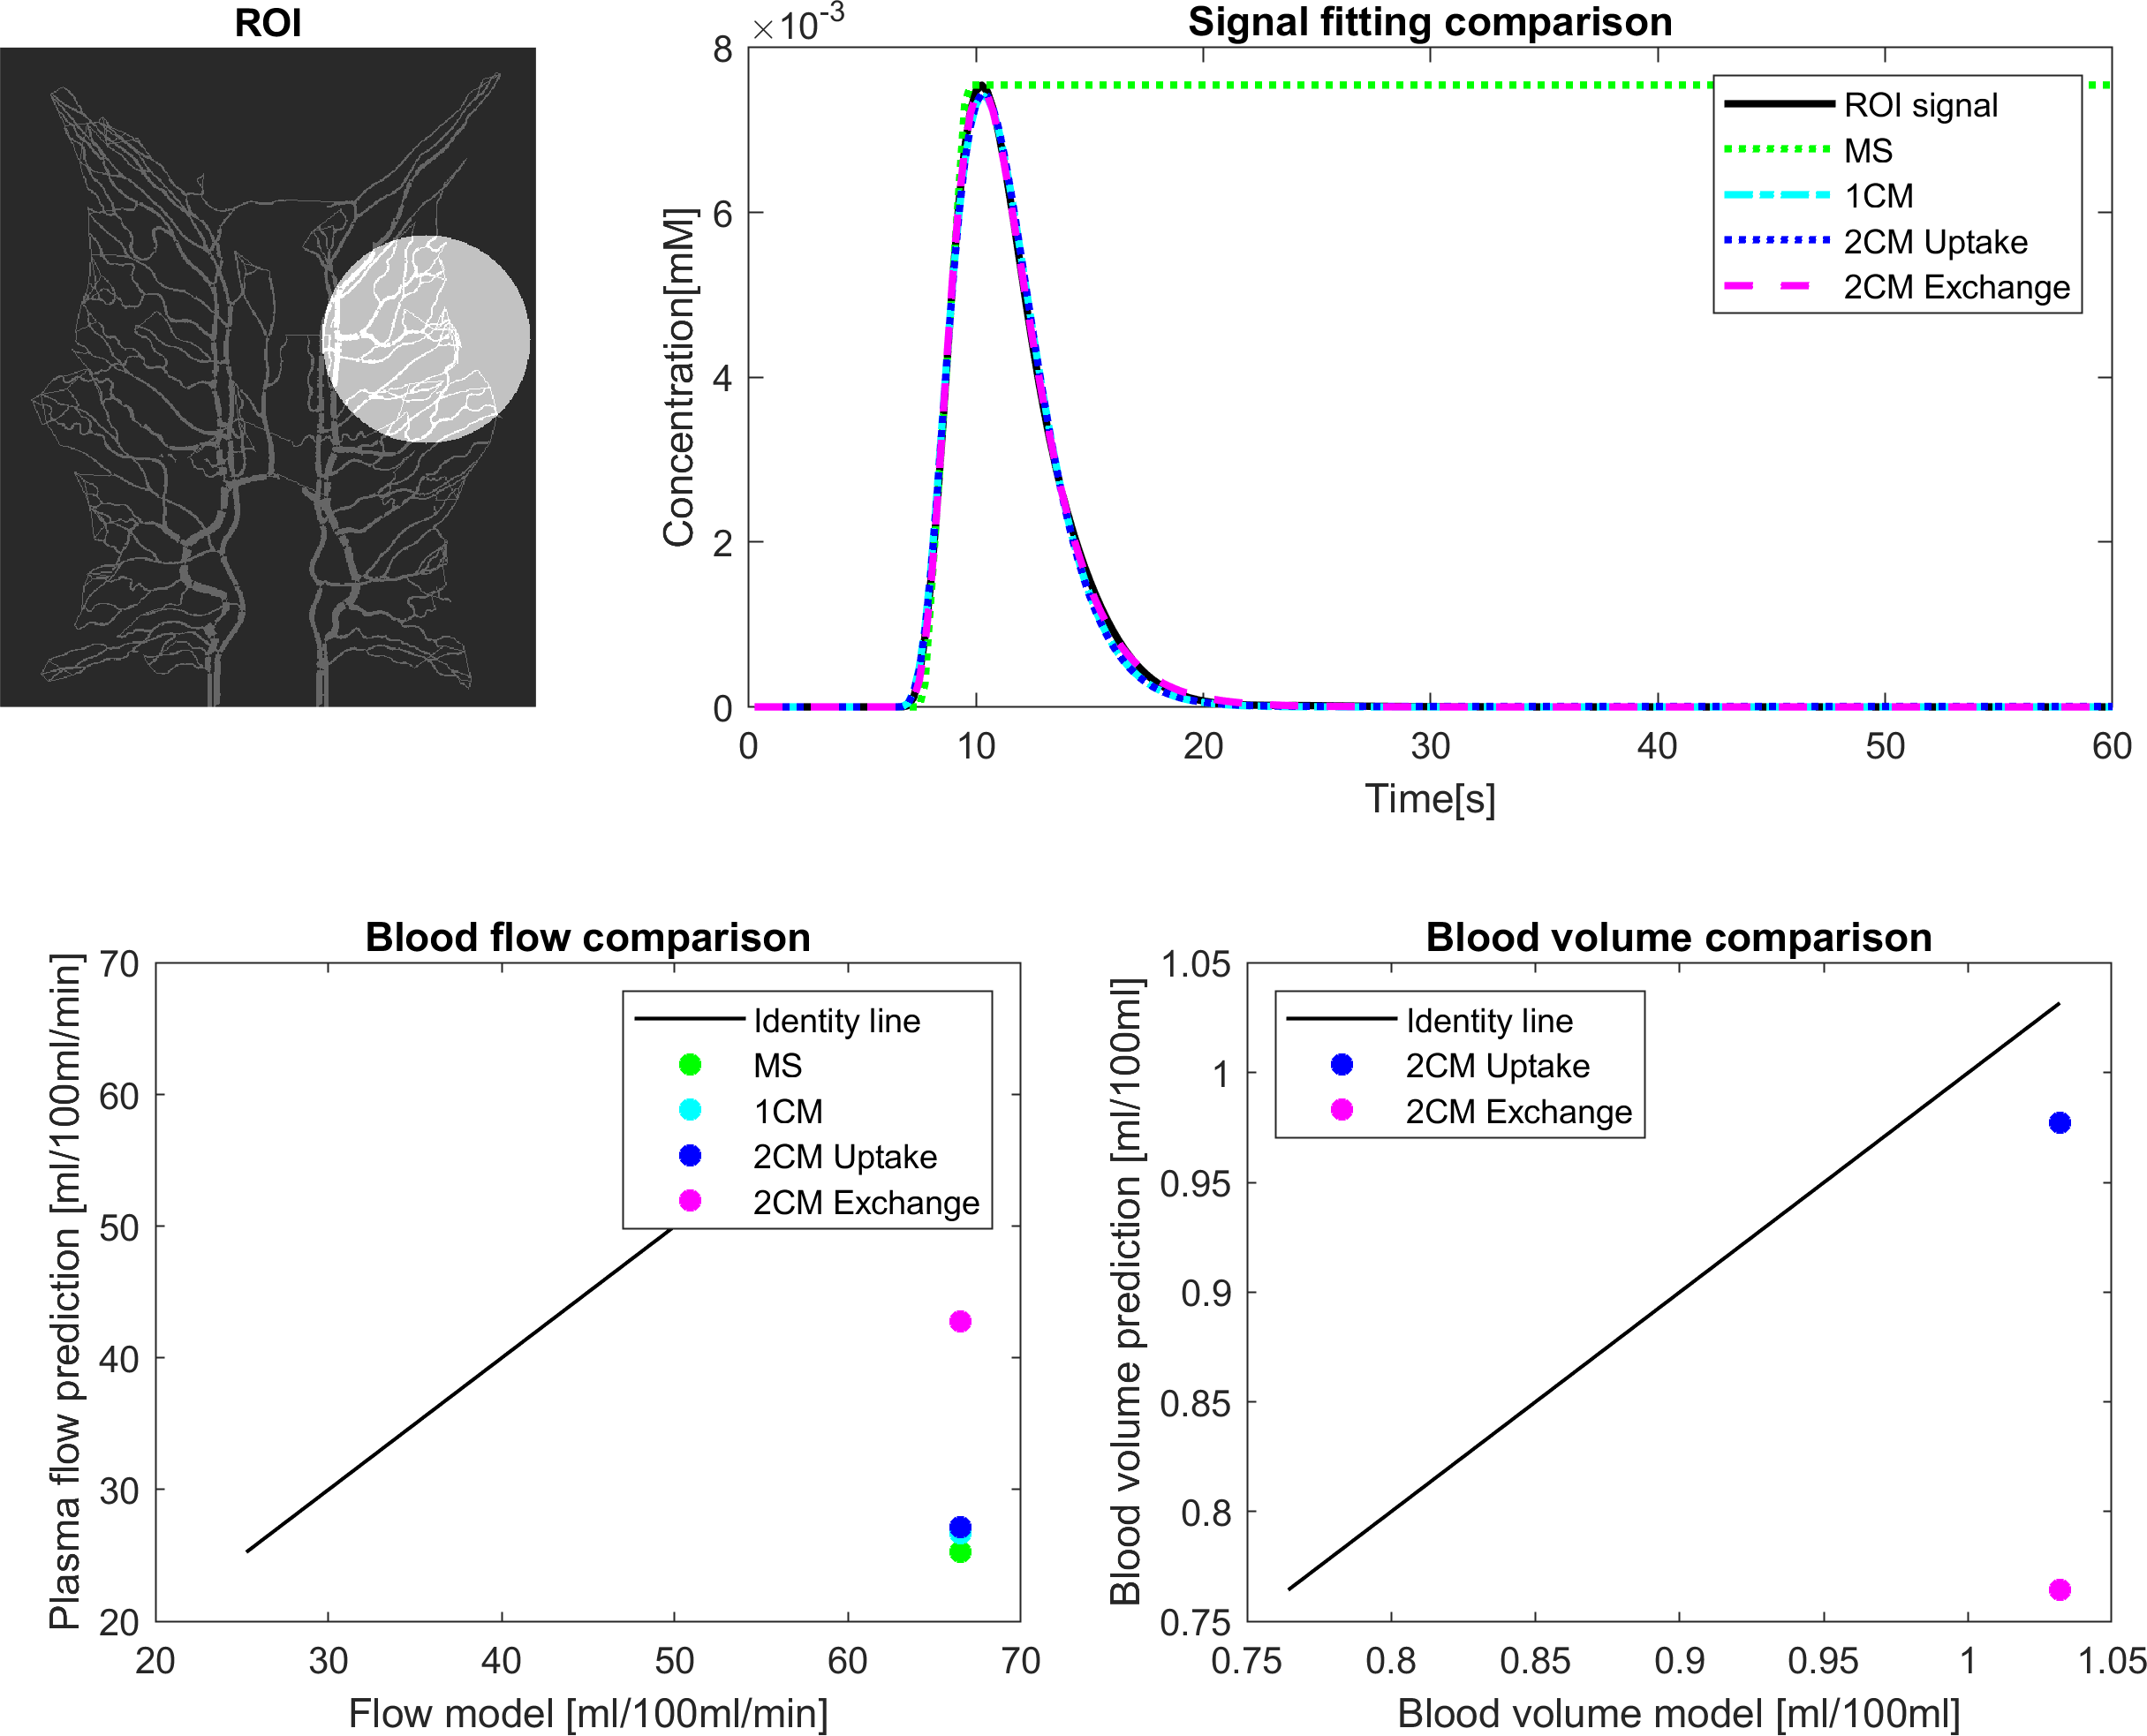 ROI
Signal fitting comparison
×10-3
8
6
4
2
0
Concentration[mM]
0 10 20 30 40 50 60
Time[s]
ROI signal
MS
1CM
2CM Uptake
2CM Exchange
Blood flow comparison
70
60
50
40
30
20
Plasma flow prediction [ml/100ml/min]
20 30 40 50 60 70
Flow model [ml/100ml/min]
Identity line
MS
1CM
2CM Uptake
2CM Exchange
Blood volume comparison
1.05
1
0.95
0.9
0.85
0.8
0.75
Blood volume prediction [ml/100ml]
0.75 0.8 0.85 0.9 0.95 1 1.05
Blood volume model [ml/100ml]
Identity line
2CM Uptake
2CM Exchange